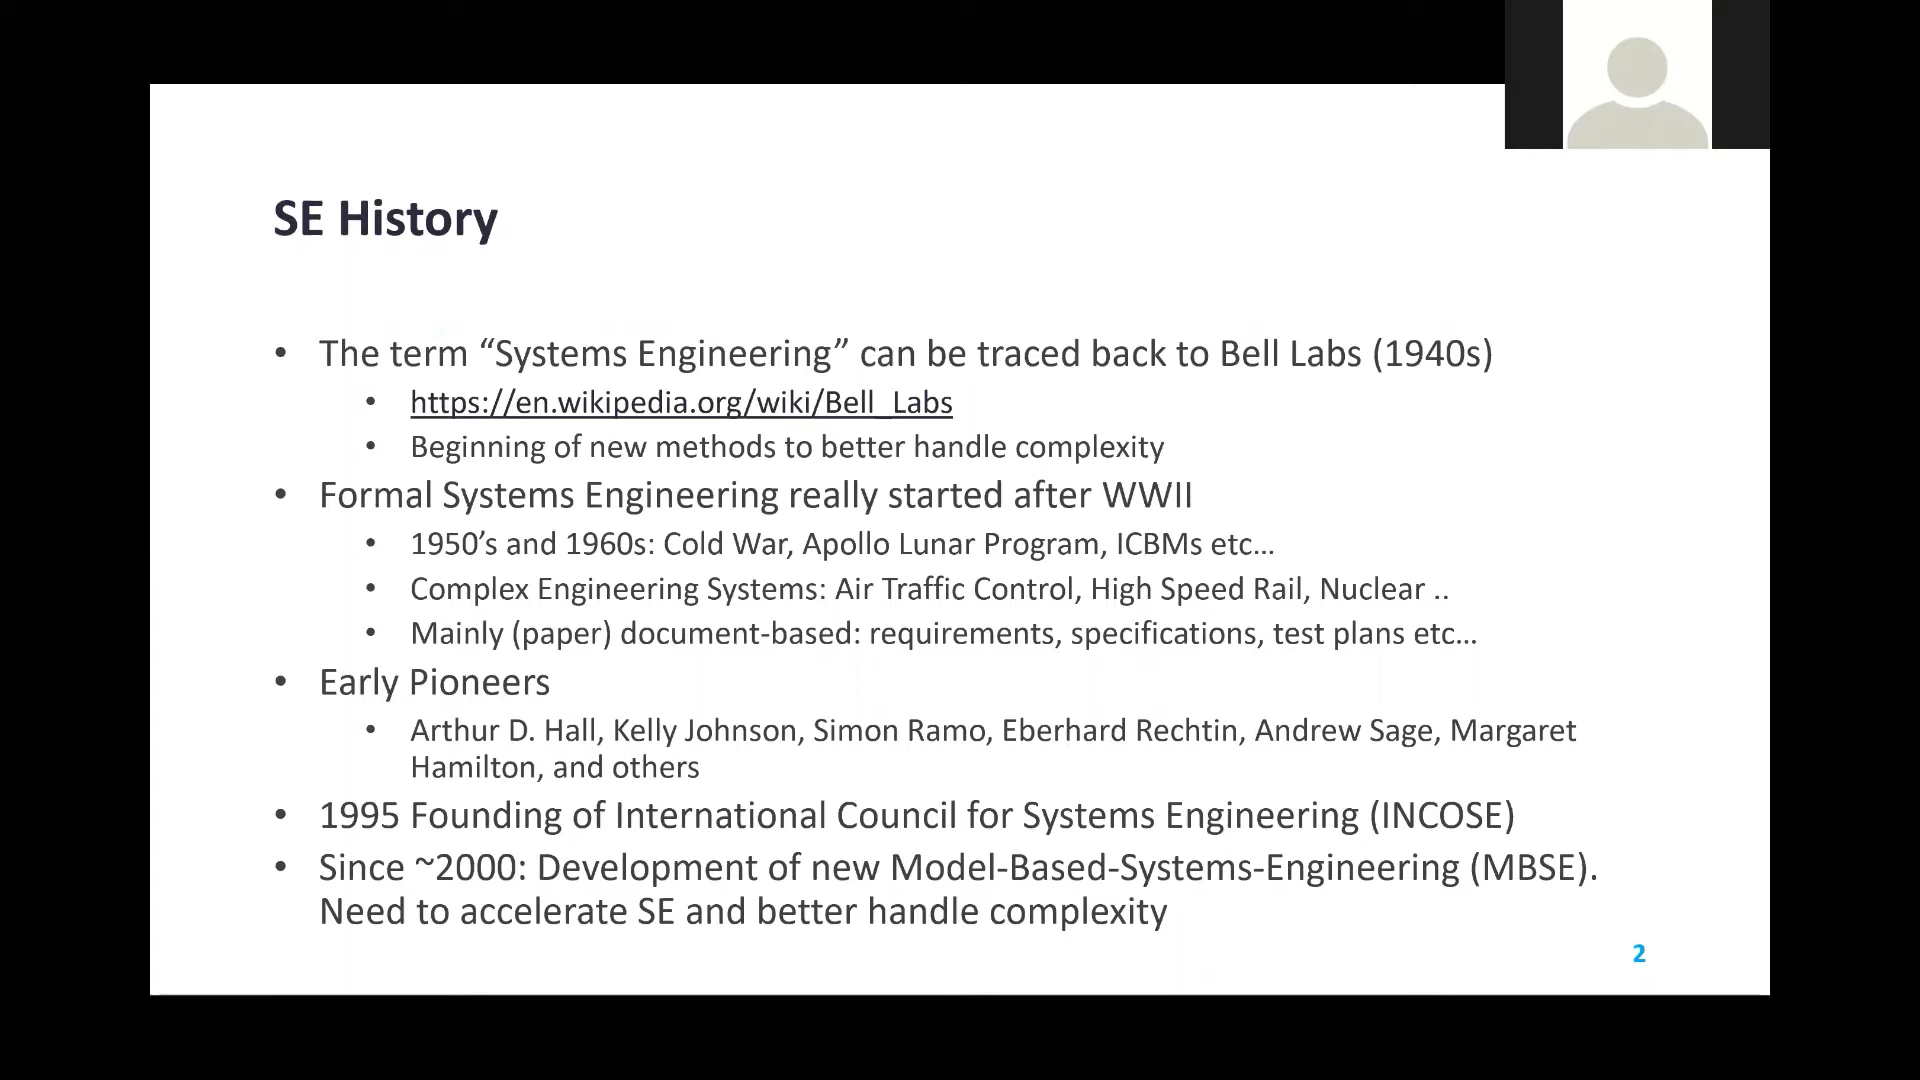 SE History
• The term “Systems Engineering” can be traced back to Bell Labs (1940s)
• https://en.wikipedia.org/wiki/Bell_Labs
• Beginning of new methods to better handle complexity
• Formal Systems Engineering really started after WWII
• 1950’s and 1960s: Cold War, Apollo Lunar Program, ICBMs etc…
• Complex Engineering Systems: Air Traffic Control, High Speed Rail, Nuclear ..
• Mainly (paper) document-based: requirements, specifications, test plans etc…
• Early Pioneers
• Arthur D. Hall, Kelly Johnson, Simon Ramo, Eberhard Rechtin, Andrew Sage, Margaret
Hamilton, and others
• 1995 Founding of International Council for Systems Engineering (INCOSE)
• Since ~2000: Development of new Model-Based-Systems-Engineering (MBSE).
Need to accelerate SE and better handle complexity
2